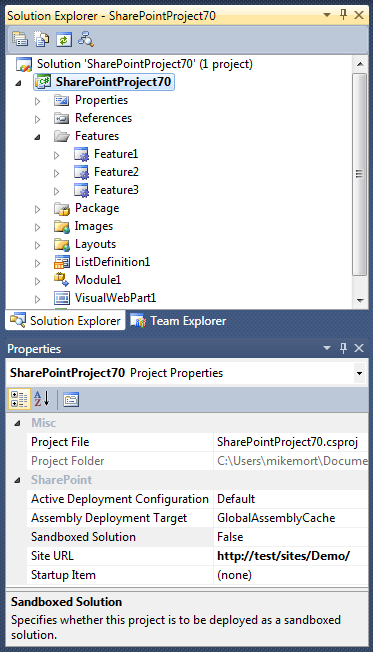 Solution Explorer - SharePointProject70
Solution 'SharePointProject70' (1 project)
SharePointProject70
Properties
References
Features
Feature1
Feature2
Feature3
Package
Images
Layouts
ListDefinition1
Module1
VisualWebPart1
Solution Explorer Team Explorer
Properties
SharePointProject70 Project Properties
Misc
Project File SharePointProject70.csproj
Project Folder C:\Users\mikemort\Docume
SharePoint
Active Deployment Configuration Default
Assembly Deployment Target GlobalAssemblyCache
Sandboxed Solution False
Site URL http://test/sites/Demo/
Startup Item (none)
Sandboxed Solution
Specifies whether this project is to be deployed as a sandboxed
solution.